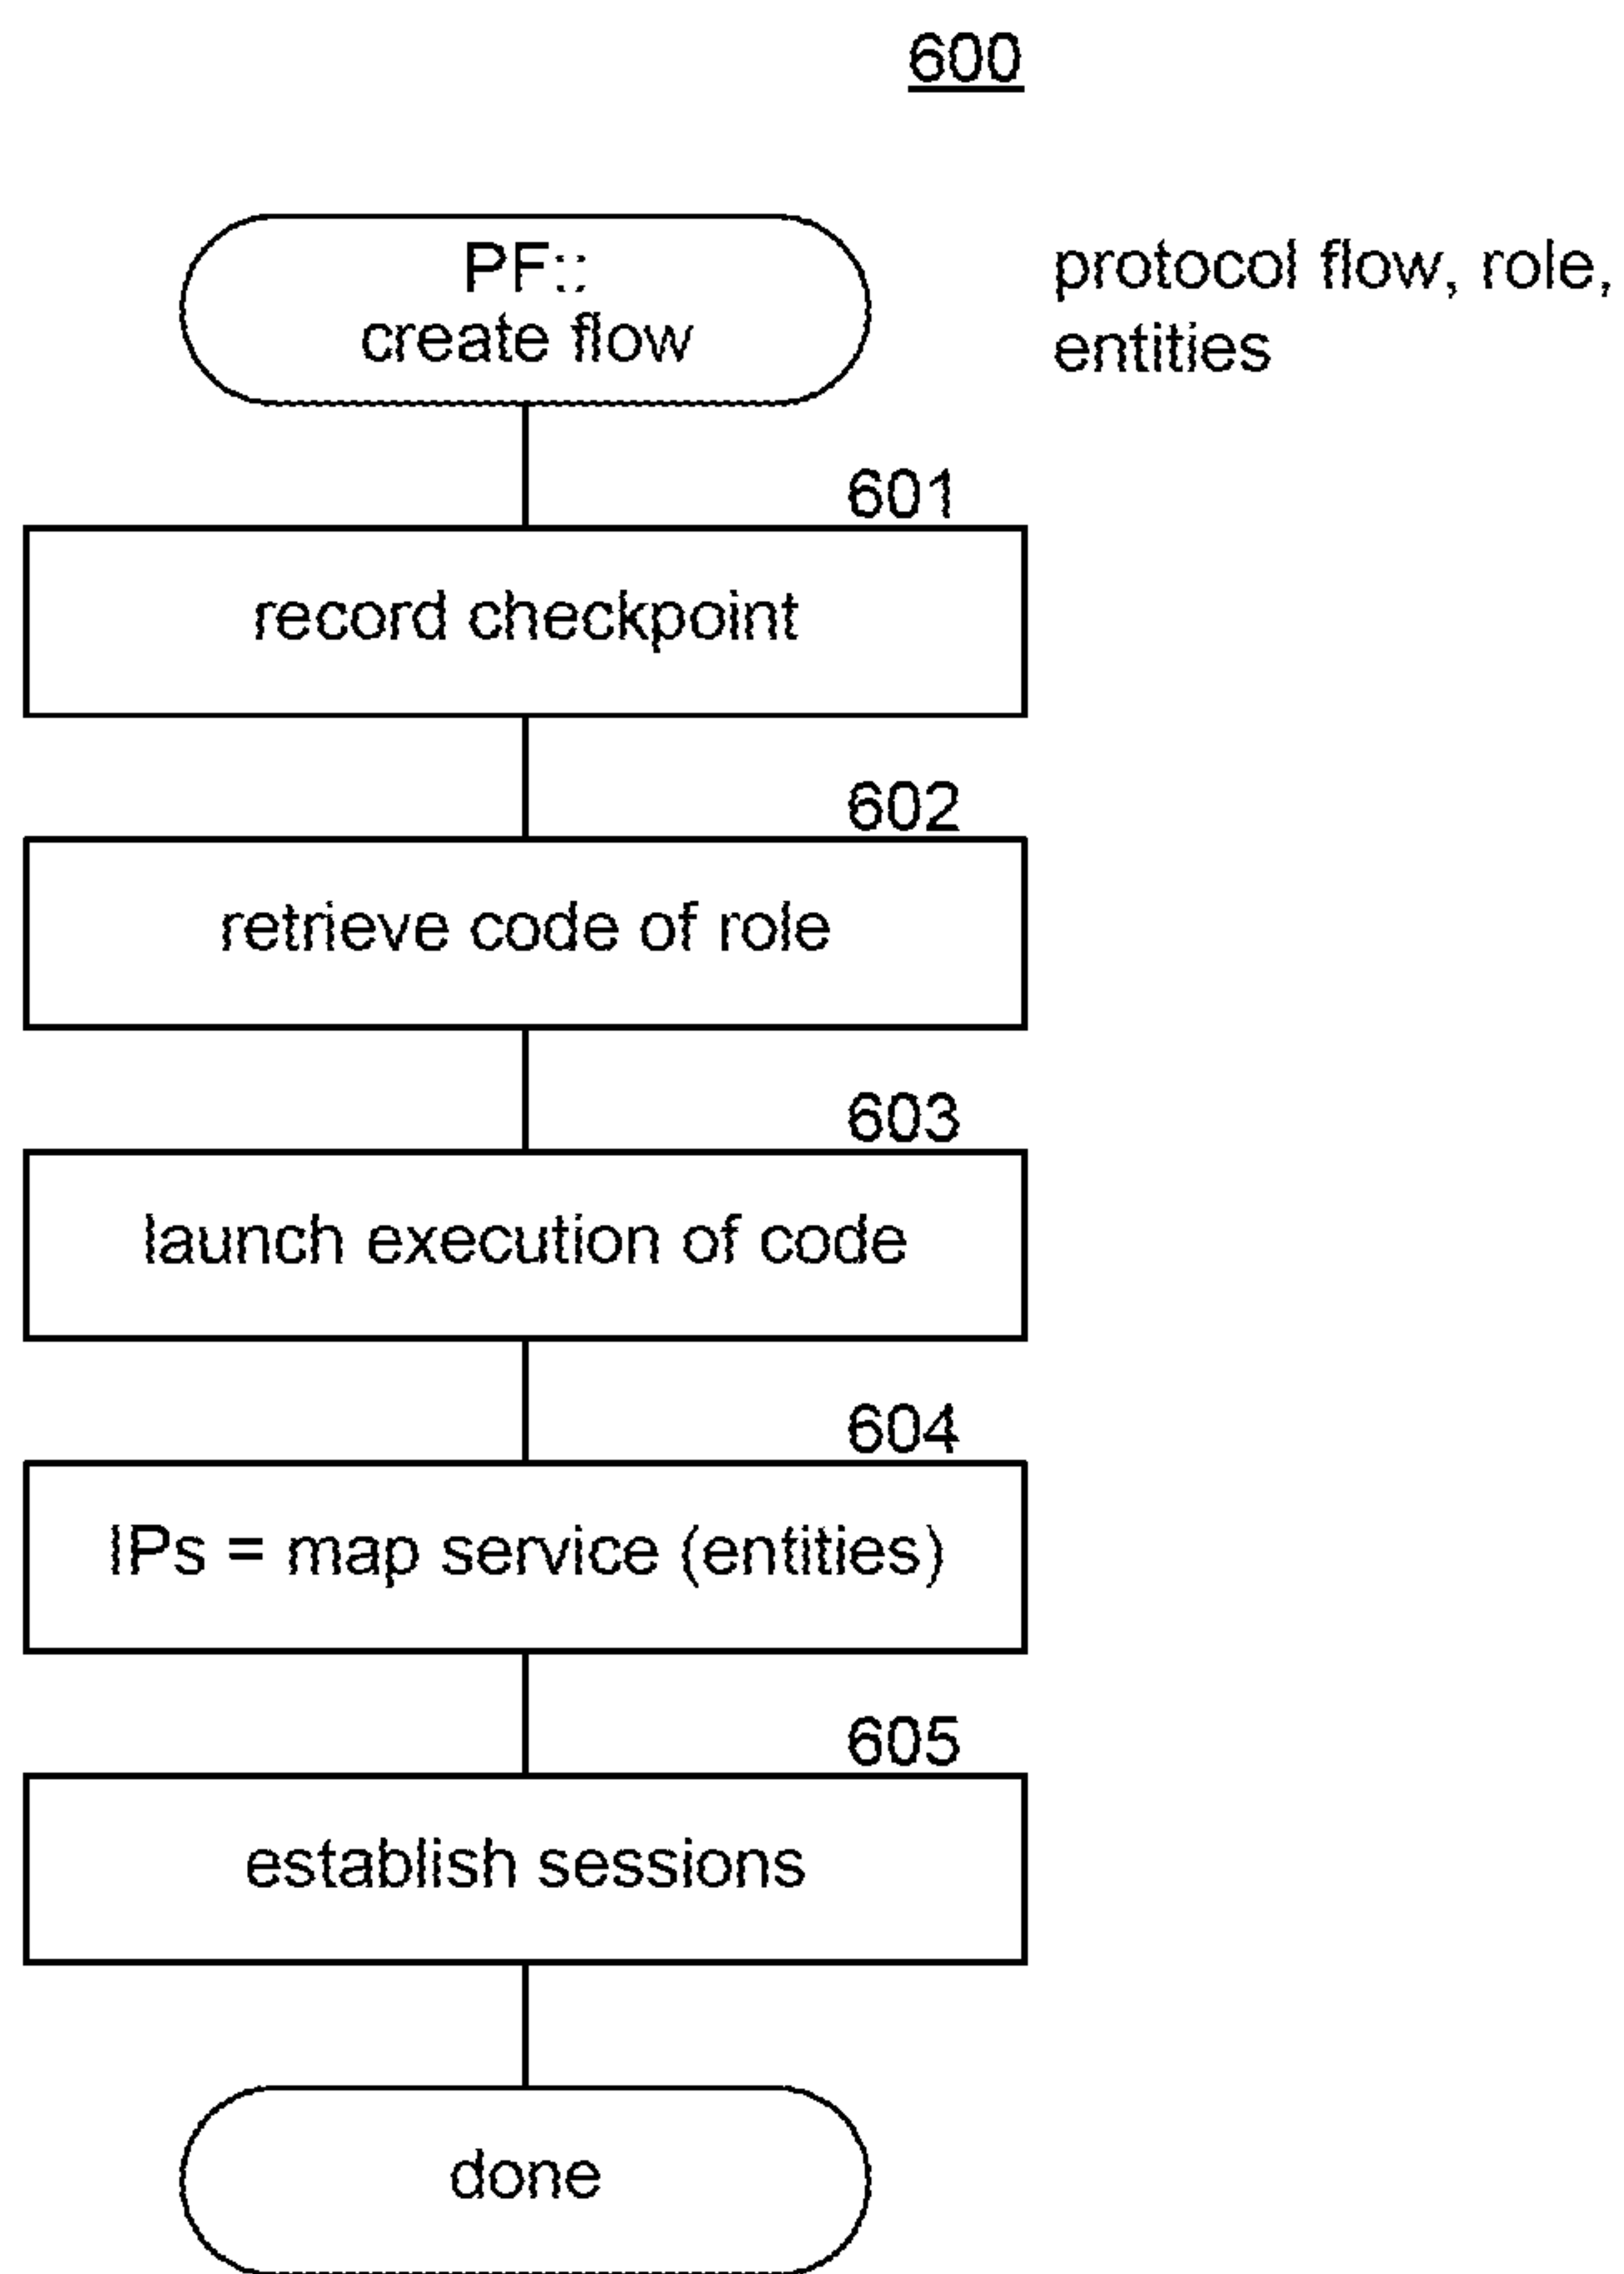 600
PF::
create flow
protocol flow, role,
entities
601
record checkpoint
602
retrieve code of role
603
launch execution of code
604
IPs = map service (entities)
605
establish sessions
done